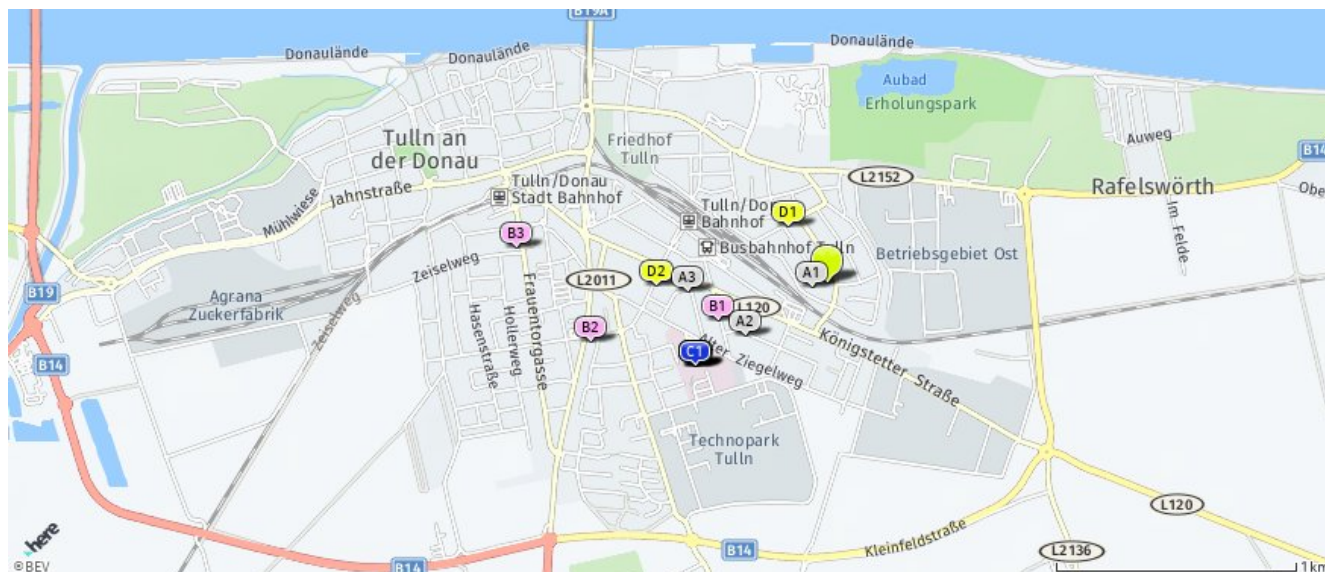 B19A
Donaulände
Donaulände
Donaulände
Aubad
Erholungspark
Tulln an
der Donau
Friedhof
Tulln
Auweg
B14
L2152
Rafelswörth
Tulln/Donau
Stadt Bahnhof
Jahnstraße
Mühlwiese
Im Felde
D1
Bahnhof
B3
Busbahnhof Tulln
Betriebsgebiet Ost
Zeiselweg
D2
A3
A1
L2011
B19
Agrana
Zuckerfabrik
Zeiselweg
Hasenstraße
Hollerweg
Frauentorgasse
B1
L120
A2
B2
C1
Alter Ziegelweg
Königstetter Straße
B14
Technopark
Tulln
L120
Kleinfeldstraße
B14
L2136
B14
here
© BEV
1 km